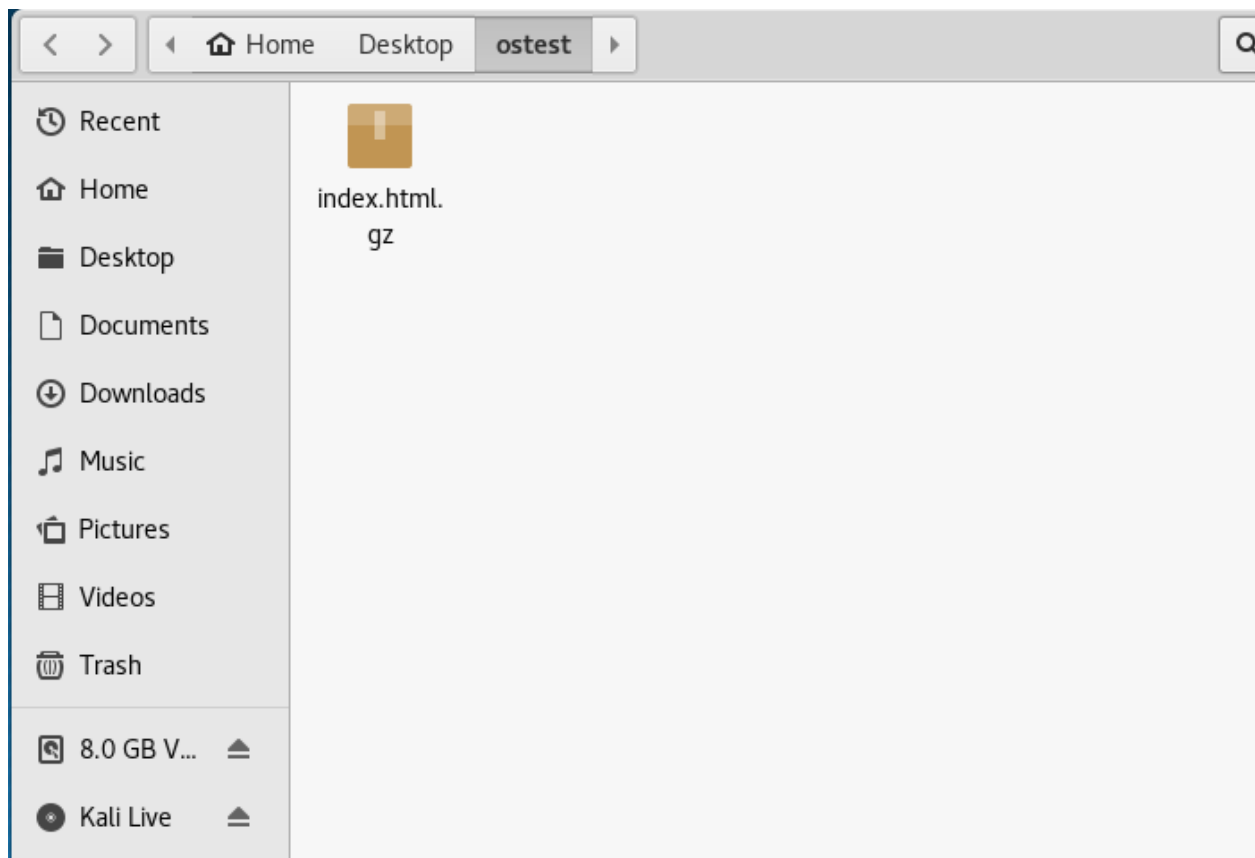 Home Desktop ostest
Recent
Home
Desktop
Documents
Downloads
Music
Pictures
Videos
Trash
8.0 GB V...
Kali Live
index.html.
gz